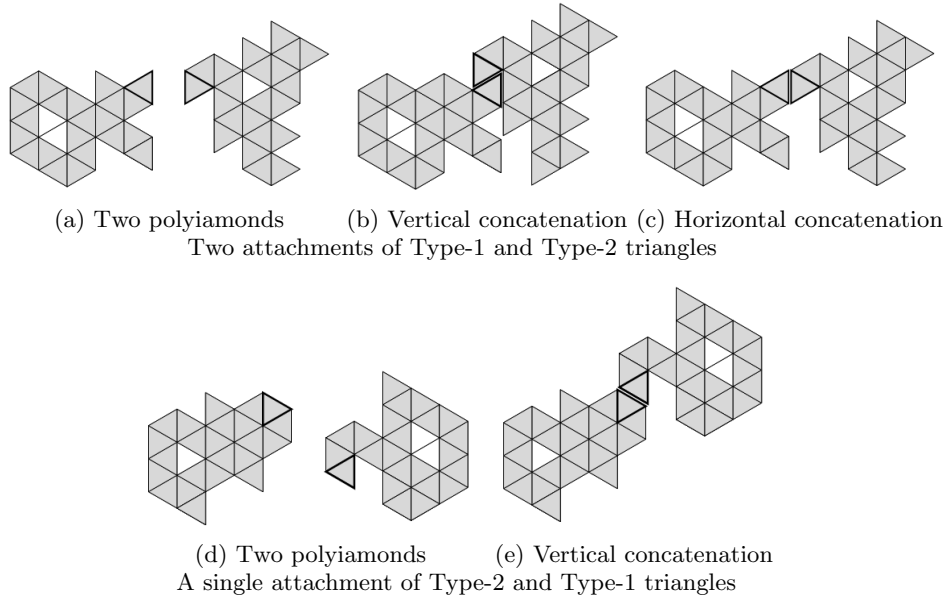 (a) Two polyiamonds (b) Vertical concatenation (c) Horizontal concatenation
Two attachments of Type-1 and Type-2 triangles
(d) Two polyiamonds (e) Vertical concatenation
A single attachment of Type-2 and Type-1 triangles